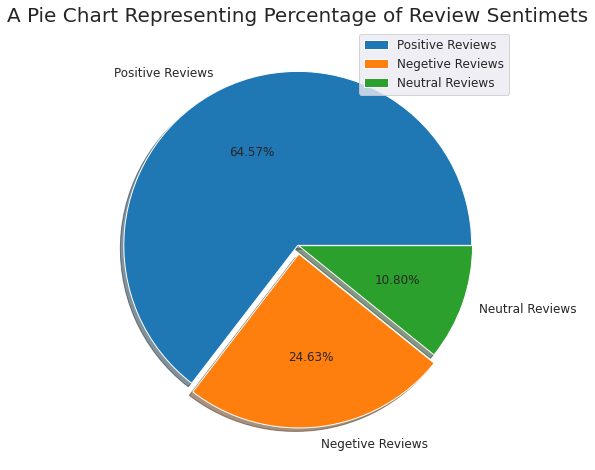 A Pie Chart Representing Percentage of Review Sentimets
Positive Reviews
Negetive Reviews
Neutral Reviews
Positive Reviews
64.57%
10.80%
Neutral Reviews
24.63%
Negetive Reviews